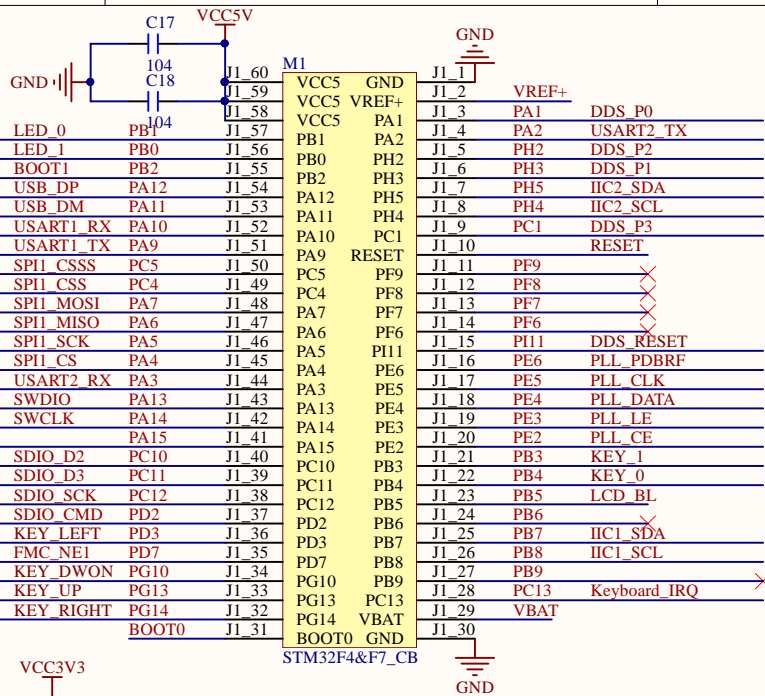 C17 VCC5V
GND
104
C18
GND
104
M1
J1_60 VCC5 GND J1_1
J1_59 VCC5 VREF+ J1_2 VREF+
J1_58 VCC5 PA1 J1_3 PA1 DDS_P0
LED_0 PB1 J1_57 PB1 PA2 J1_4 PA2 USART2_TX
LED_1 PB0 J1_56 PB0 PH2 J1_5 PH2 DDS_P2
BOOT1 PB2 J1_55 PB2 PH3 J1_6 PH3 DDS_P1
USB_DP PA12 J1_54 PA12 PH5 J1_7 PH5 IIC2_SDA
USB_DM PA11 J1_53 PA11 PH4 J1_8 PH4 IIC2_SCL
USART1_RX PA10 J1_52 PA10 PC1 J1_9 PC1 DDS_P3
USART1_TX PA9 J1_51 PA9 RESET J1_10 RESET
SPI1_CSSS PC5 J1_50 PC5 PF9 J1_11 PF9
SPI1_CSS PC4 J1_49 PC4 PF8 J1_12 PF8
SPI1_MOSI PA7 J1_48 PA7 PF7 J1_13 PF7
SPI1_MISO PA6 J1_47 PA6 PF6 J1_14 PF6
SPI1_SCK PA5 J1_46 PA5 PI11 J1_15 PI11 DDS_RESET
SPI1_CS PA4 J1_45 PA4 PE6 J1_16 PE6 PLL_PDBRF
USART2_RX PA3 J1_44 PA3 PE5 J1_17 PE5 PLL_CLK
SWDIO PA13 J1_43 PA13 PE4 J1_18 PE4 PLL_DATA
SWCLK PA14 J1_42 PA14 PE3 J1_19 PE3 PLL_LE
PA15 J1_41 PA15 PE2 J1_20 PE2 PLL_CE
SDIO_D2 PC10 J1_40 PC10 PB3 J1_21 PB3 KEY_1
SDIO_D3 PC11 J1_39 PC11 PB4 J1_22 PB4 KEY_0
SDIO_SCK PC12 J1_38 PC12 PB5 J1_23 PB5 LCD_BL
SDIO_CMD PD2 J1_37 PD2 PB6 J1_24 PB6
KEY_LEFT PD3 J1_36 PD3 PB7 J1_25 PB7 IIC1_SDA
FMC_NE1 PD7 J1_35 PD7 PB8 J1_26 PB8 IIC1_SCL
KEY_DWON PG10 J1_34 PG10 PB9 J1_27 PB9
KEY_UP PG13 J1_33 PG13 PC13 J1_28 PC13 Keyboard_IRQ
KEY_RIGHT PG14 J1_32 PG14 VBAT J1_29 VBAT
BOOT0 J1_31 BOOT0 GND J1_30
STM32F4&F7_CB
VCC3V3
GND